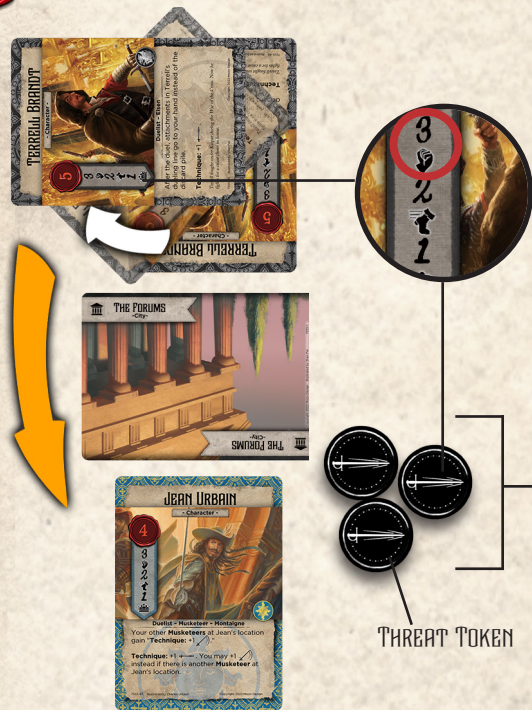 Terrell Brandt
- Character -
5
3
2
1
Duelist - Eisen
After the duel, attachments in Terrell's
dueling line go to your hand instead of the
discard pile.
Technique: +1
Terrell Brandt
- Character -
5
Technique:
3
2
1
The Forums
-City-
The Forums
-City-
Jean Urbain
- Character -
4
3
2
1
Duelist - Musketeer - Montaigne
Your other Musketeers at Jean's location
gain "Technique: +1 ."
Technique: +1 . You may +1
instead if there is another Musketeer at
Jean's location.
Threat Token